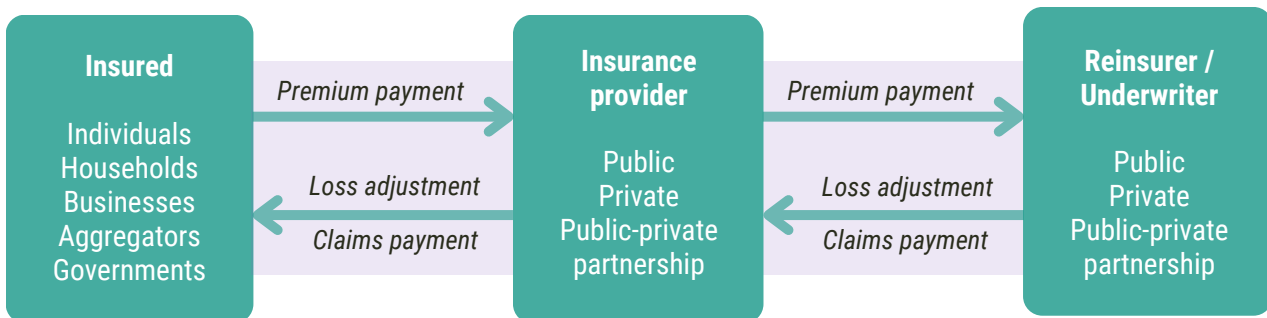 Insured
Individuals
Households
Businesses
Aggregators
Governments
Premium payment
Loss adjustment
Claims payment
Insurance
provider
Public
Private
Public-private
partnership
Premium payment
Loss adjustment
Claims payment
Reinsurer /
Underwriter
Public
Private
Public-private
partnership